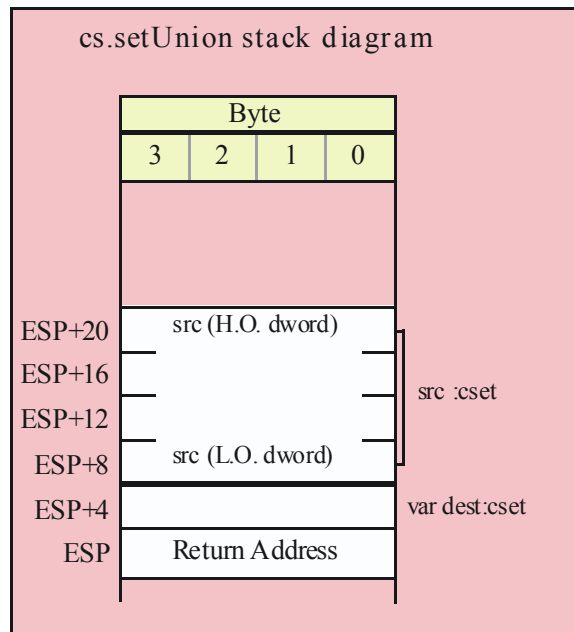 cs.setUnion stack diagram
Byte
3 2 1 0
ESP+20 src (H.O. dword)
ESP+16
src :cset
ESP+12
ESP+8 src (L.O. dword)
ESP+4 var dest:cset
ESP Return Address